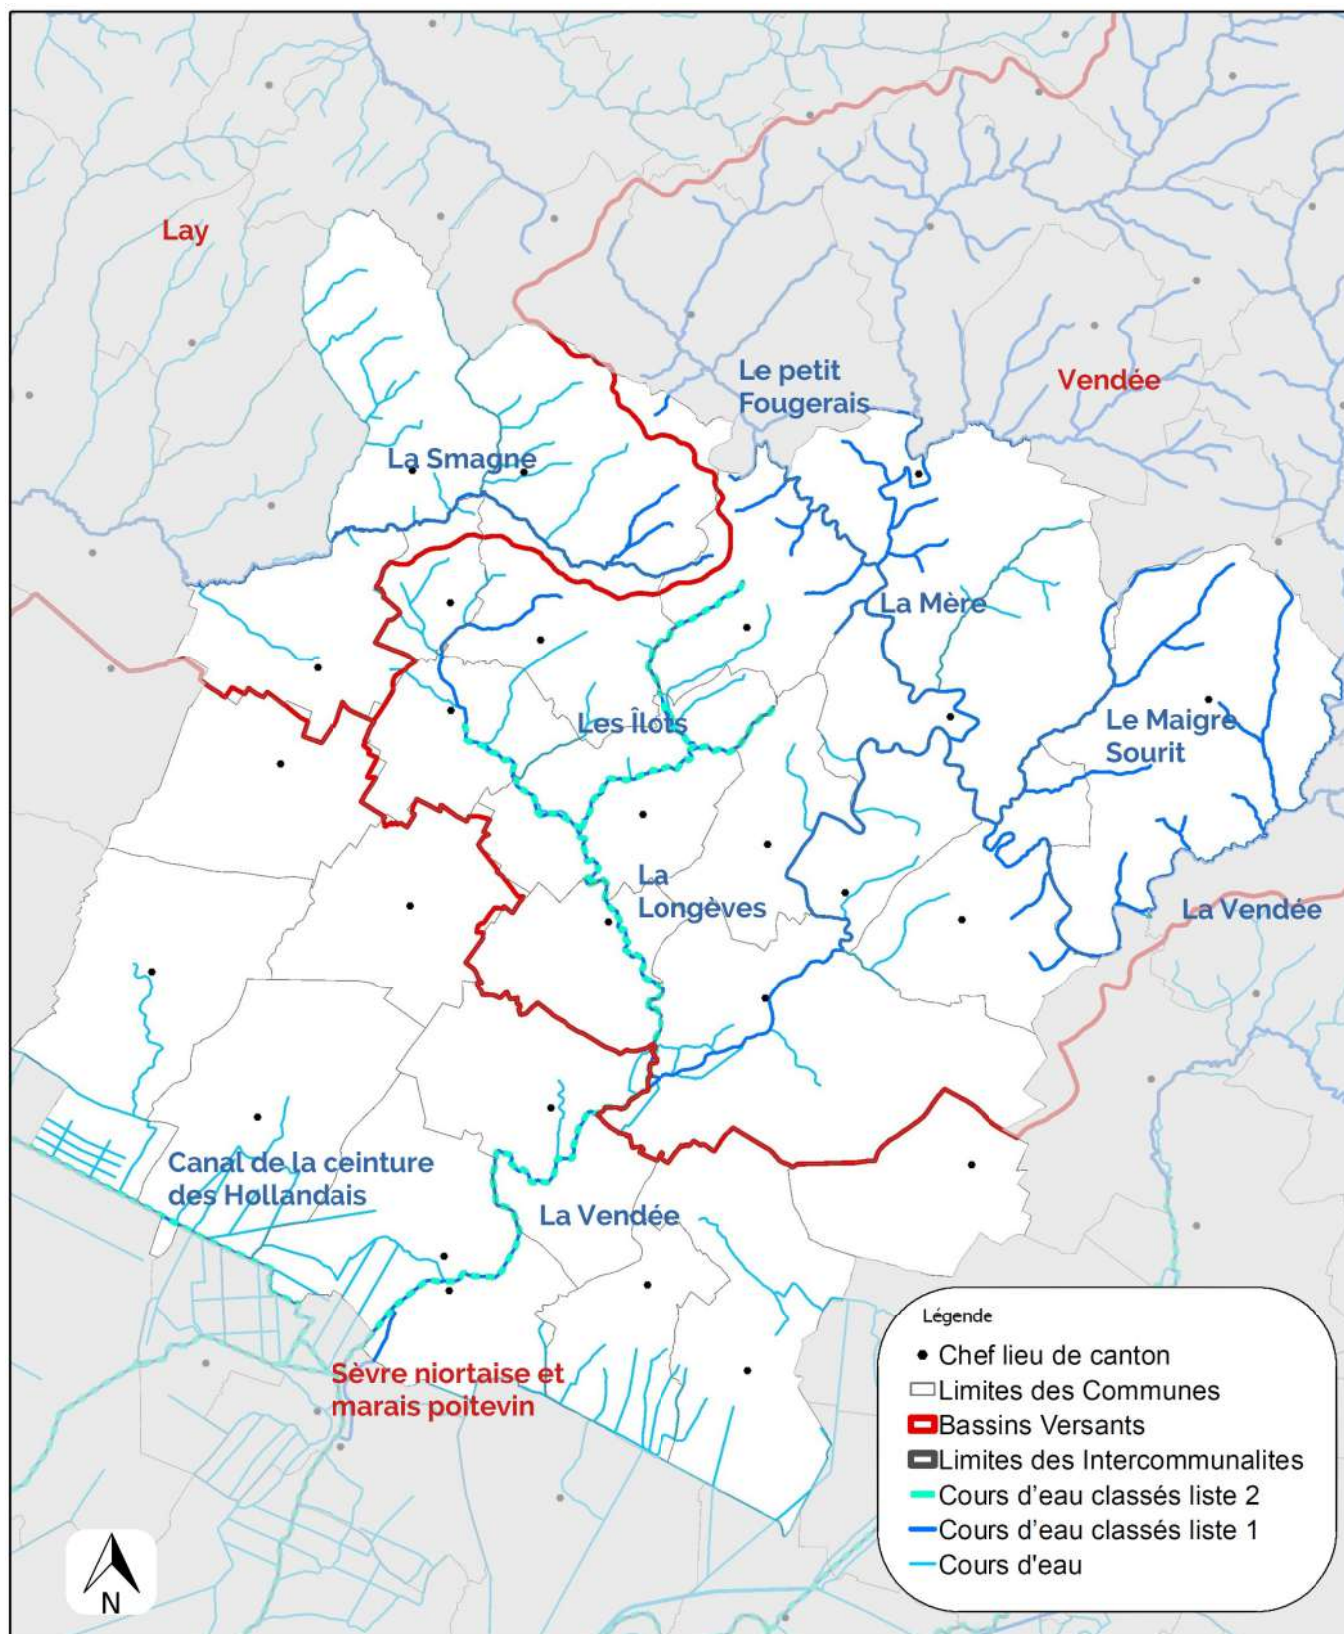 Lay
Le petit
Fougerais
Vendée
La Smagne
La Mère
Les Îlots
Le Maigre
Sourit
La
Longèves
La Vendée
Canal de la ceinture
des Høllandais
La Vendée
Sèvre niortaise et
marais poitevin
Légende
Chef lieu de canton
Limites des Communes
Bassins Versants
Limites des Intercommunalites
Cours d'eau classés liste 2
Cours d'eau classés liste 1
Cours d'eau
N